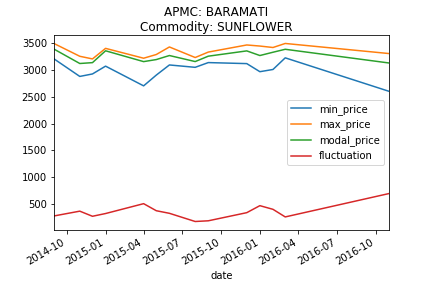 APMC: BARAMATI
Commodity: SUNFLOWER
3500
3000
2500
2000
1500
1000
500
min_price
max_price
modal_price
fluctuation
2014-10
2015-01
2015-04
2015-07
2015-10
2016-01
2016-04
2016-07
2016-10
date